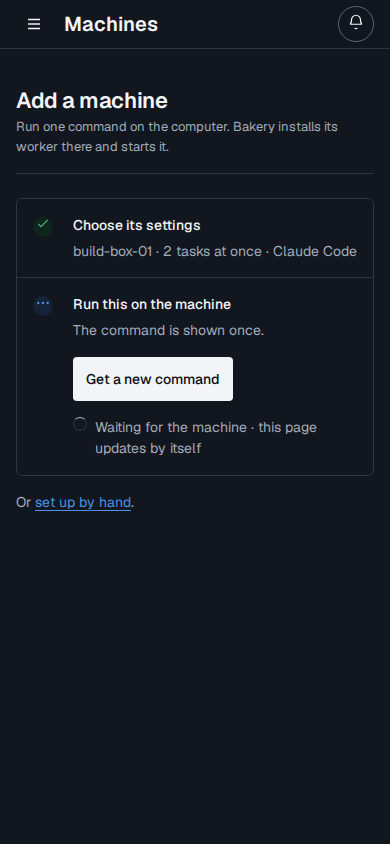 Machines
Add a machine
Run one command on the computer. Bakery installs its
worker there and starts it.
Choose its settings
build-box-01 · 2 tasks at once · Claude Code
Run this on the machine
The command is shown once.
Get a new command
Waiting for the machine · this page
updates by itself
Or set up by hand.